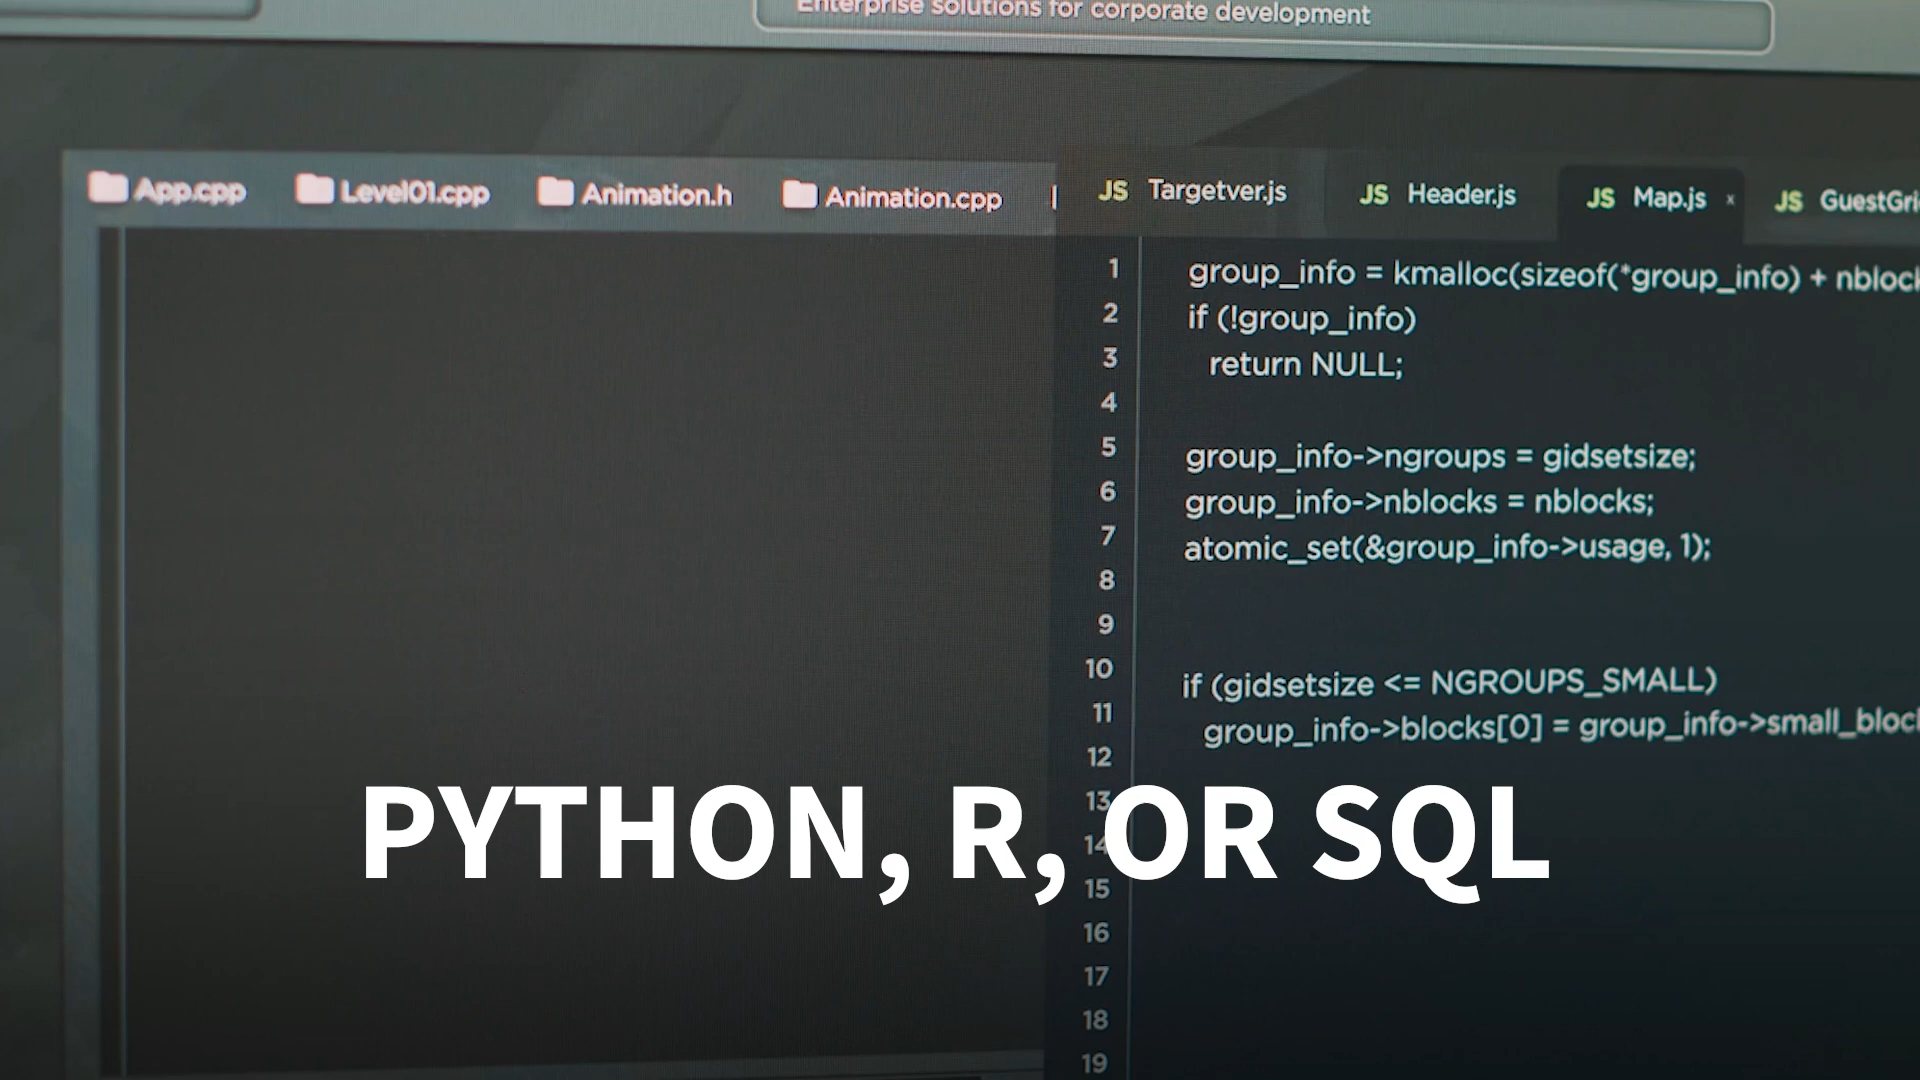 Enterprise solutions for corporate development
App.cpp Level01.cpp Animation.h Animation.cpp
JS Targetver.js JS Header.js JS Map.js x JS
1 group_info = kmalloc(sizeof(*group_info) +
2 if (!group_info)
3 return NULL;
4
5 group_info->ngroups = gidsetsize;
6 group_info->nblocks = nblocks;
7 atomic_set(&group_info->usage, 1);
8
9
10 if (gidsetsize <= NGROUPS_SMALL)
11 group_info->blocks[0] =
12
13
14
15
16
17
18
19
PYTHON, R, OR SQL